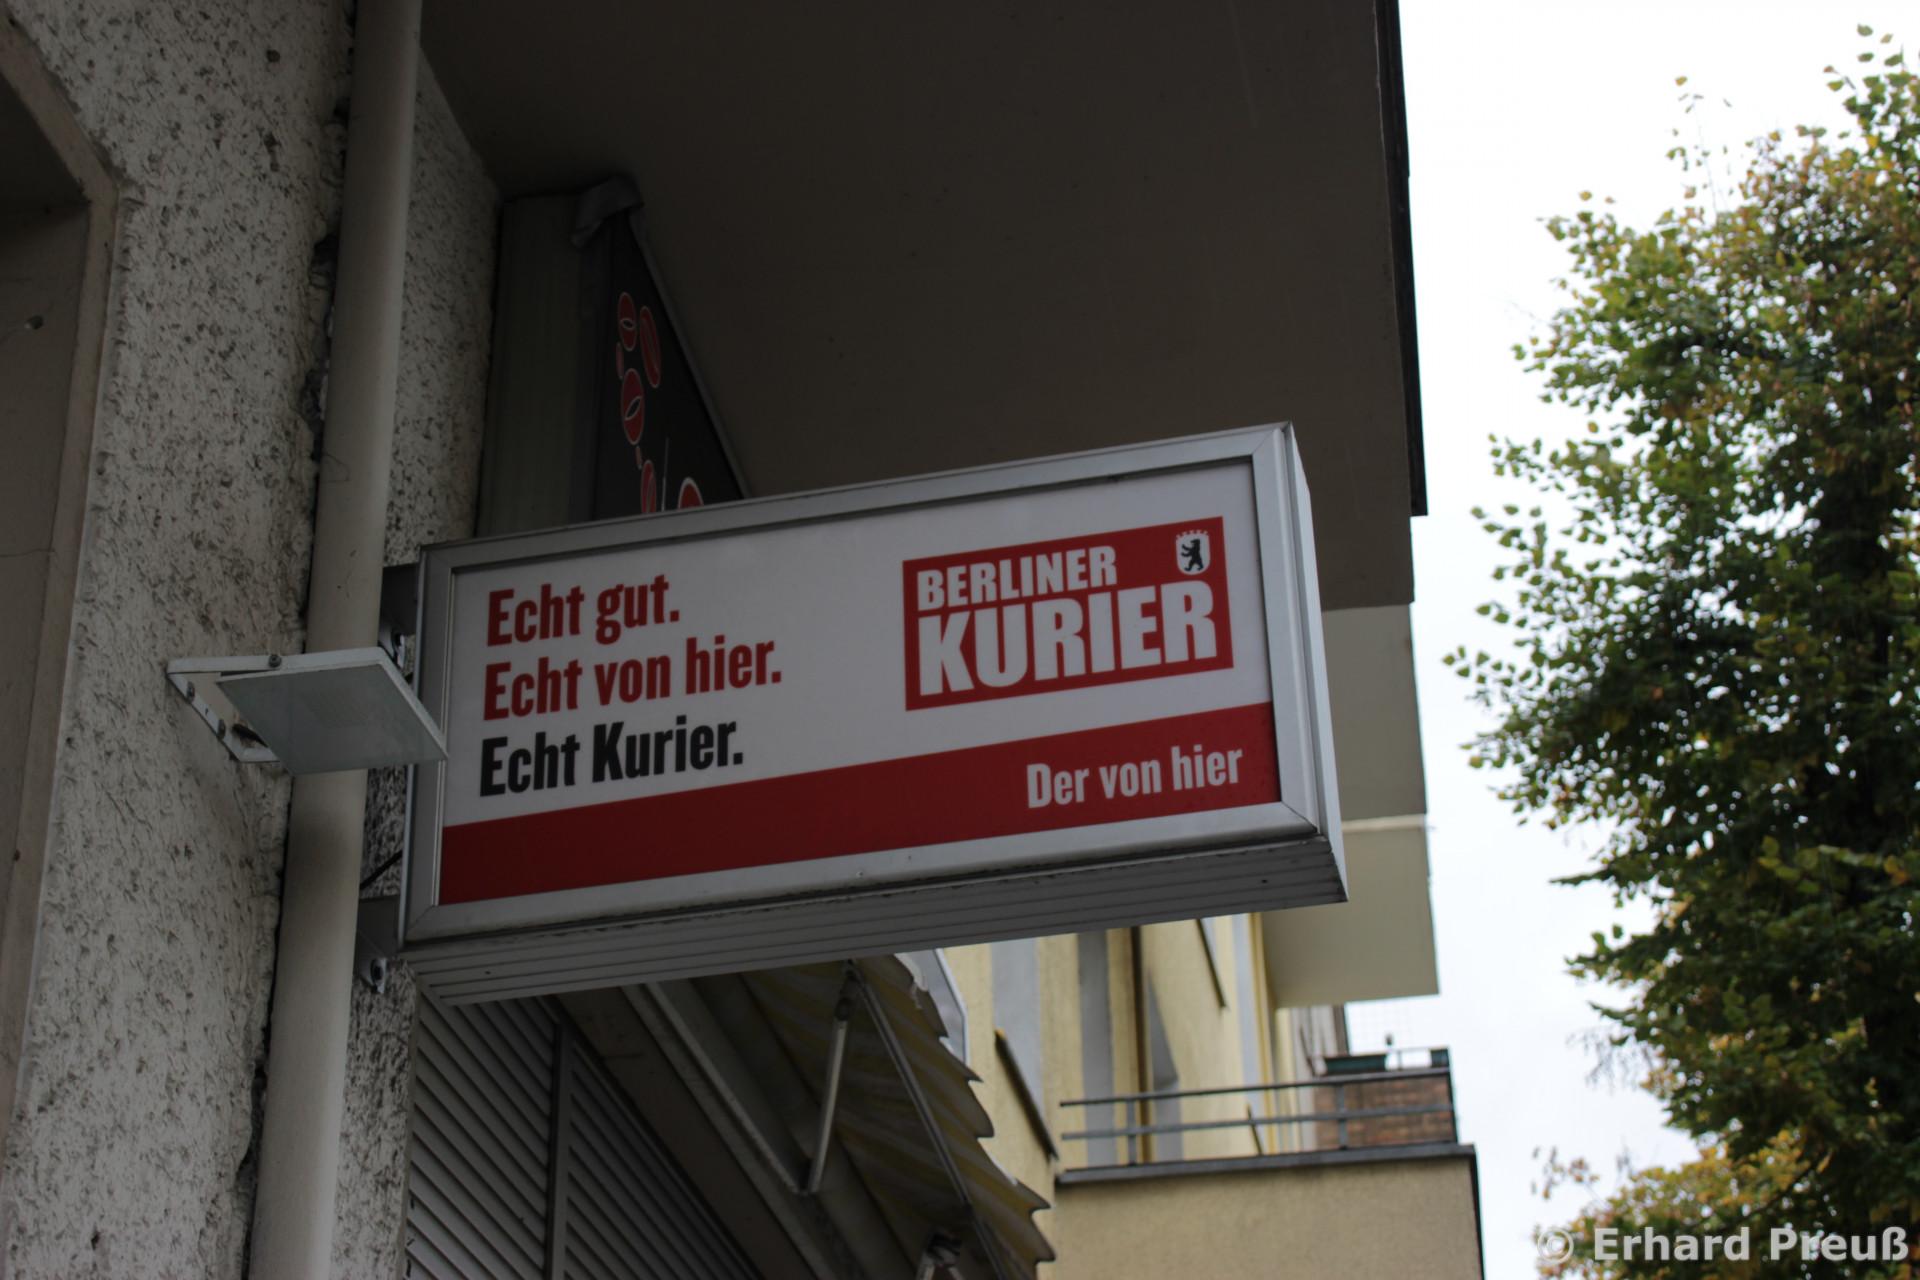 Echt gut.
Echt von hier.
Echt Kurier.
BERLINER
KURIER
Der von hier
© Erhard Preuß